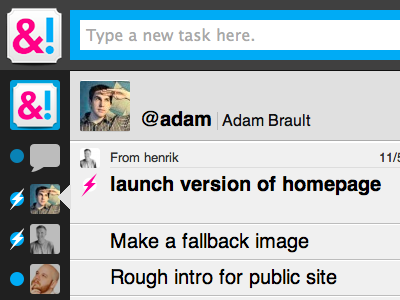 &!
Type a new task here.
&!
@adam Adam Brault
From henrik 11/5
launch version of homepage
Make a fallback image
Rough intro for public site